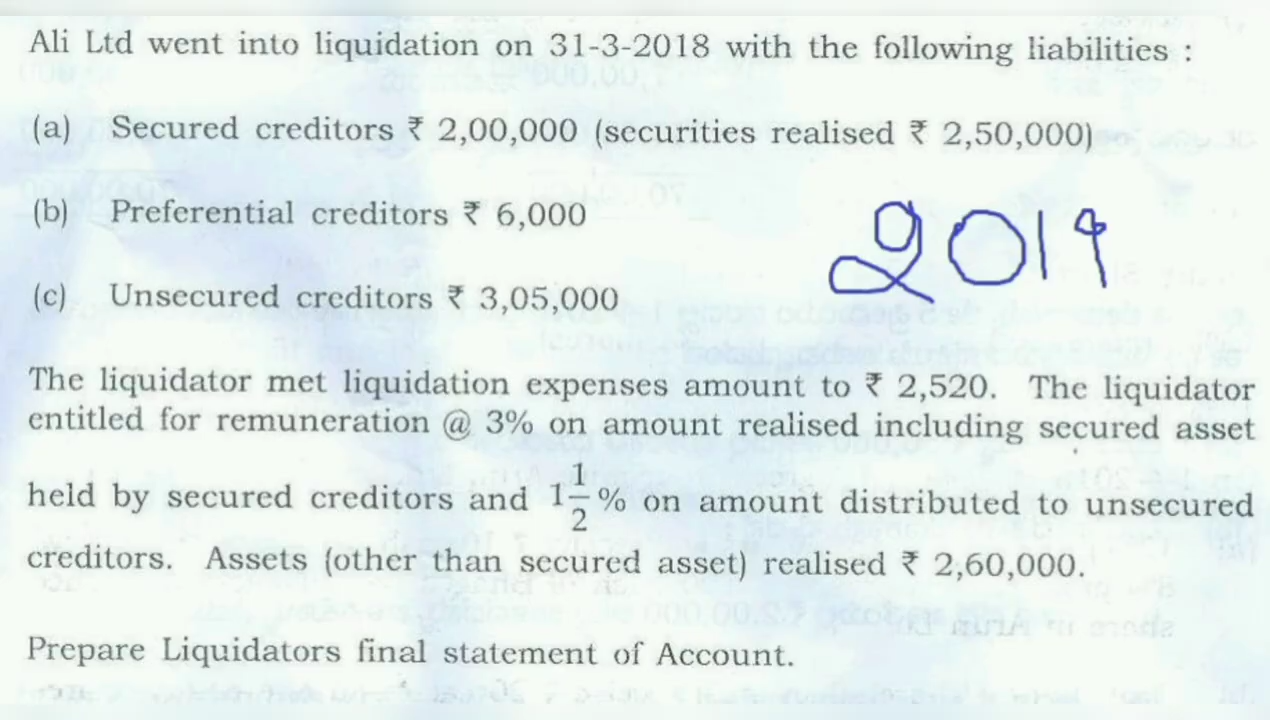 Ali Ltd went into liquidation on 31-3-2018 with the following liabilities :
(a) Secured creditors ₹ 2,00,000 (securities realised ₹ 2,50,000)
(b) Preferential creditors ₹ 6,000
2019
(c) Unsecured creditors ₹ 3,05,000
The liquidator met liquidation expenses amount to ₹ 2,520. The liquidator
entitled for remuneration @ 3% on amount realised including secured asset
held by secured creditors and 1 1/2 % on amount distributed to unsecured
creditors. Assets (other than secured asset) realised ₹ 2,60,000.
Prepare Liquidators final statement of Account.